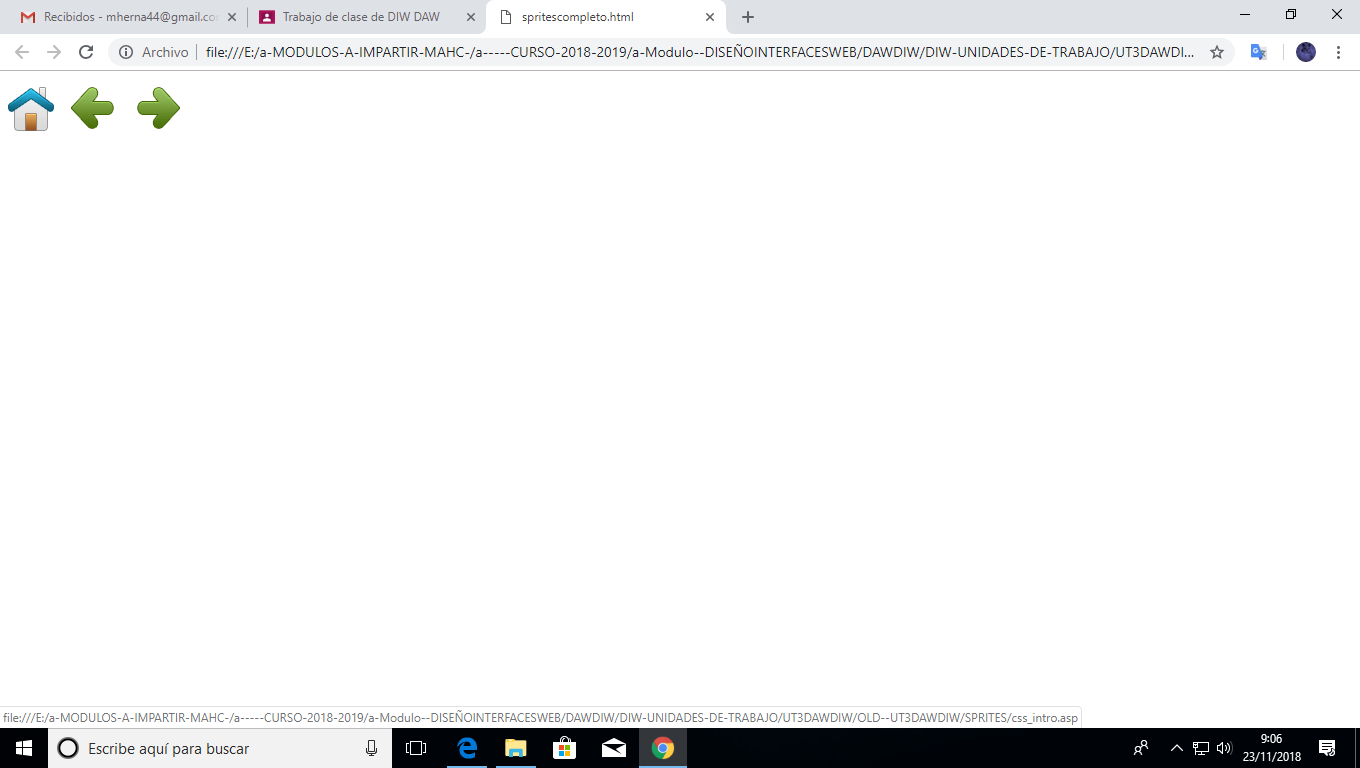 Recibidos - mherna44@gmail.co
Trabajo de clase de DIW DAW
spritescompleto.html
Archivo
file:///E:/a-MODULOS-A-IMPARTIR-MAHC-/a-----CURSO-2018-2019/a-Modulo--DISEÑOINTERFACESWEB/DAWDIW/DIW-UNIDADES-DE-TRABAJO/UT3DAWDI...
file:///E:/a-MODULOS-A-IMPARTIR-MAHC-/a-----CURSO-2018-2019/a-Modulo--DISEÑOINTERFACESWEB/DAWDIW/DIW-UNIDADES-DE-TRABAJO/UT3DAWDIW/OLD--UT3DAWDIW/SPRITES/css_intro.asp
Escribe aquí para buscar
9:06
23/11/2018